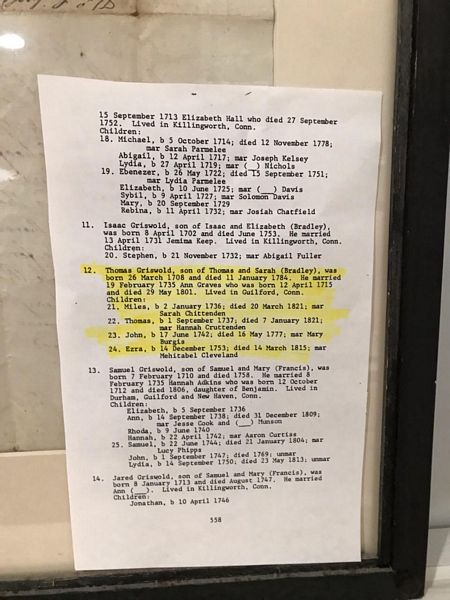 15 September 1713 Elizabeth Hall who died 27 September
1752. Lived in Killingworth, Conn.
Children:
18. Michael, b 5 October 1714; died 12 November 1778;
mar Sarah Parmelee
Abigail, b 12 April 1717; mar Joseph Kelsey
Lydia, b 27 April 1719; mar (__) Nichols
19. Ebenezer, b 26 May 1722; died 15 September 1751;
mar Lydia Parmelee
Elizabeth, b 10 June 1725; mar (__) Davis
Sybil, b 9 April 1727; mar Solomon Davis
Mary, b 20 September 1729
Rebina, b 11 April 1732; mar Josiah Chatfield
11. Isaac Griswold, son of Isaac and Elizabeth (Bradley),
was born 8 April 1702 and died June 1753. He married
13 April 1731 Jemima Keep. Lived in Killingworth, Conn.
Children:
20. Stephen, b 21 November 1732; mar Abigail Fuller
12. Thomas Griswold, son of Thomas and Sarah (Bradley), was
born 26 March 1708 and died 11 January 1784. He married
19 February 1735 Ann Graves who was born 12 April 1715
and died 29 May 1801. Lived in Guilford, Conn.
Children:
21. Miles, b 2 January 1736; died 20 March 1821; mar
Sarah Chittenden
22. Thomas, b 1 September 1737; died 7 January 1821;
mar Hannah Cruttenden
23. John, b 17 June 1742; died 16 May 1777; mar Mary
Burgis
24. Ezra, b 14 December 1753; died 14 March 1815; mar
Mehitabel Cleveland
13. Samuel Griswold, son of Samuel and Mary (Francis), was
born 7 February 1710 and died 1758. He married 8
February 1735 Hannah Adkins who was born 12 October
1712 and died 1806, daughter of Benjamin. Lived in
Durham, Guilford and New Haven, Conn.
Children:
Elizabeth, b 5 September 1736
Ann, b 14 September 1738; died 31 December 1809;
mar Jesse Cook and (__) Munson
Rhoda, b 9 June 1740
Hannah, b 22 April 1742; mar Aaron Curtiss
25. Samuel, b 22 June 1744; died 21 January 1804; mar
Lucy Phipps
John, b 1 September 1747; died 1769; unmar
Lydia, b 14 September 1750; died 23 May 1813; unmar
14. Jared Griswold, son of Samuel and Mary (Francis), was
born 8 January 1713 and died August 1747. He married
Ann (__). Lived in Killingworth, Conn.
Children:
Jonathan, b 10 April 1746
558